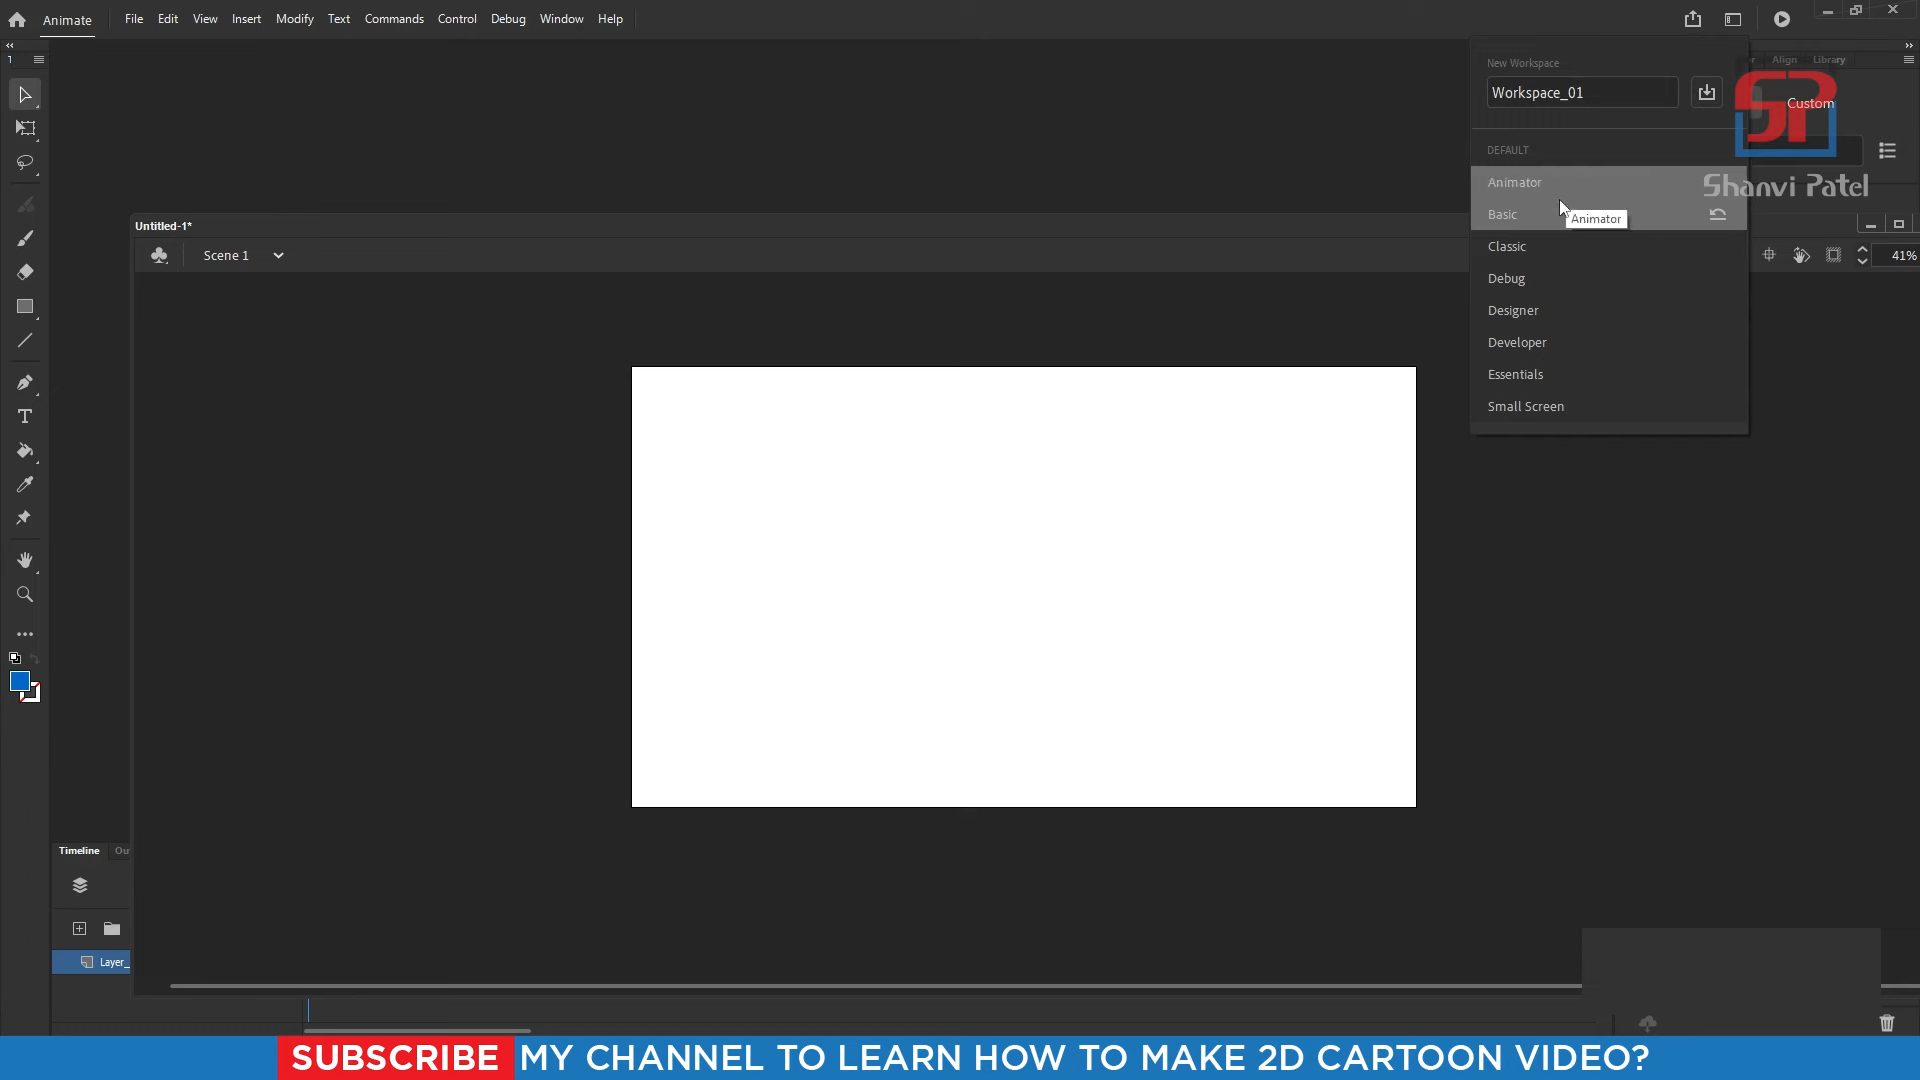 Animate File Edit View Insert Modify Text Commands Control Debug Window Help
1
Align Library
New Workspace
Workspace_01
Custom
DEFAULT
Animator
Shanvi Patel
Basic
Animator
Untitled-1*
Classic
Scene 1
41%
Debug
Designer
Developer
Essentials
Small Screen
Timeline Ou
Layer_
SUBSCRIBE MY CHANNEL TO LEARN HOW TO MAKE 2D CARTOON VIDEO?